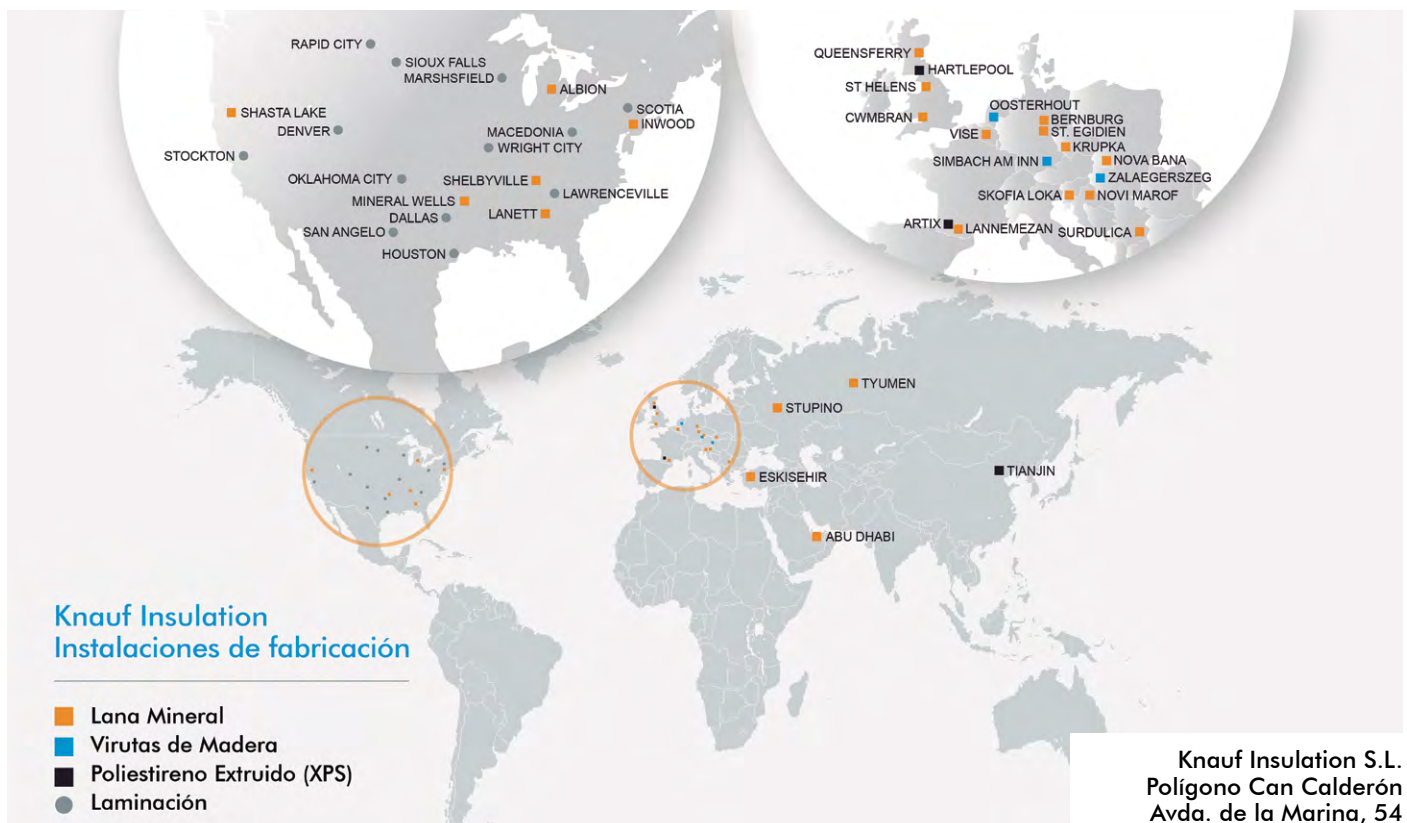 RAPID CITY
SIOUX FALLS
MARSHSFIELD
ALBION
SHASTA LAKE
SCOTIA
INWOOD
DENVER
MACEDONIA
WRIGHT CITY
STOCKTON
OKLAHOMA CITY
SHELBYVILLE
LAWRENCEVILLE
MINERAL WELLS
DALLAS
LANETT
SAN ANGELO
HOUSTON
QUEENSFERRY
HARTLEPOOL
ST HELENS
OOSTERHOUT
CWMBRAN
BERNBURG
VISE
ST. EGIDIEN
KRUPKA
SIMBACH AM INN
NOVA BANA
ZALAEGERSZEG
SKOFIA LOKA
NOVI MAROF
ARTIX
LANNEMEZAN
SURDULICA
TYUMEN
STUPINO
TIANJIN
ESKISEHIR
ABU DHABI
Knauf Insulation
Instalaciones de fabricación
Lana Mineral
Virutas de Madera
Poliestireno Extruido (XPS)
Laminación
Knauf Insulation S.L.
Polígono Can Calderón
Avda. de la Marina, 54